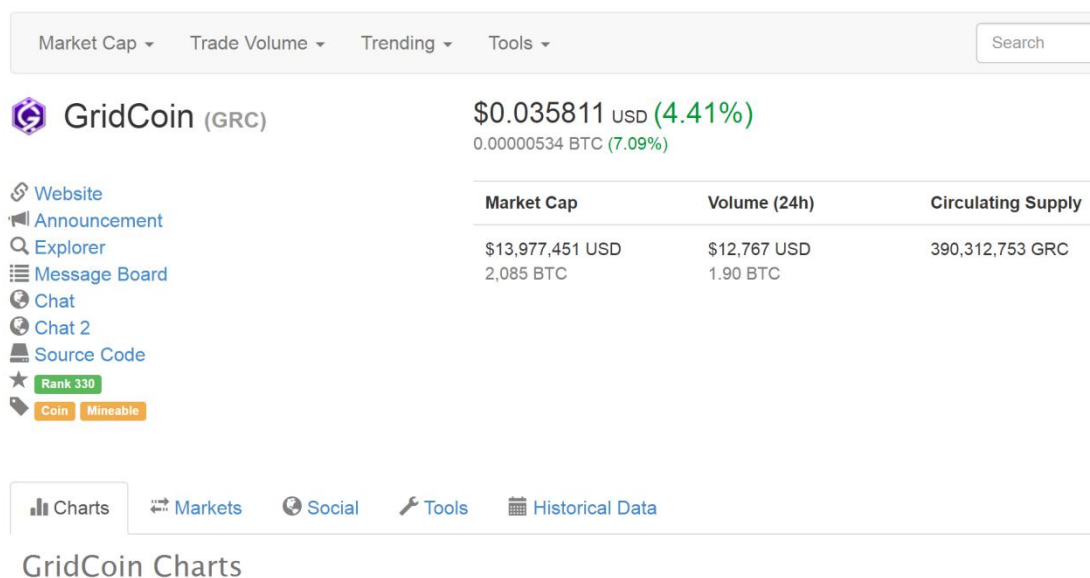 Market Cap Trade Volume Trending Tools Search
GridCoin (GRC)
$0.035811 USD (4.41%)
0.00000534 BTC (7.09%)
Website
Announcement
Explorer
Message Board
Chat
Chat 2
Source Code
Rank 330
Coin Mineable
Market Cap Volume (24h) Circulating Supply
$13,977,451 USD $12,767 USD 390,312,753 GRC
2,085 BTC 1.90 BTC
Charts Markets Social Tools Historical Data
GridCoin Charts